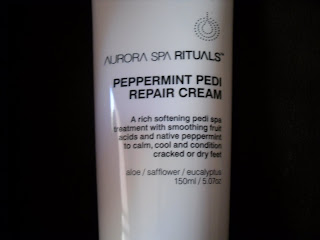 AURORA SPA RITUALS™
PEPPERMINT PEDI
REPAIR CREAM
A rich softening pedi spa
treatment with smoothing fruit
acids and native peppermint
to calm, cool and condition
cracked or dry feet
aloe / safflower / eucalyptus
150ml / 5.07oz